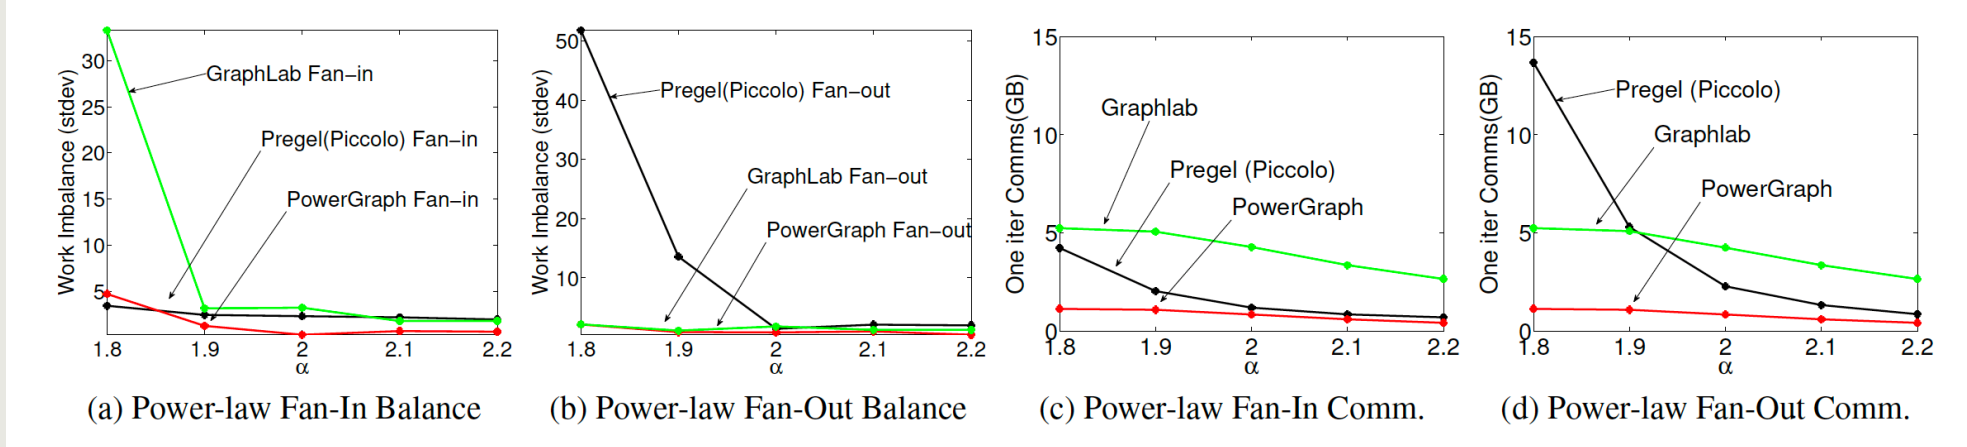 Work Imbalance (stdev)
30
25
20
15
10
5
GraphLab Fan−in
Pregel(Piccolo) Fan−in
PowerGraph Fan−in
1.8 1.9 2 2.1 2.2
α
(a) Power-law Fan-In Balance
Work Imbalance (stdev)
50
40
30
20
10
Pregel(Piccolo) Fan−out
GraphLab Fan−out
PowerGraph Fan−out
1.8 1.9 2 2.1 2.2
α
(b) Power-law Fan-Out Balance
One iter Comms(GB)
15
10
5
0
Graphlab
Pregel (Piccolo)
PowerGraph
1.8 1.9 2 2.1 2.2
α
(c) Power-law Fan-In Comm.
One iter Comms(GB)
15
10
5
0
Pregel (Piccolo)
Graphlab
PowerGraph
1.8 1.9 2 2.1 2.2
α
(d) Power-law Fan-Out Comm.